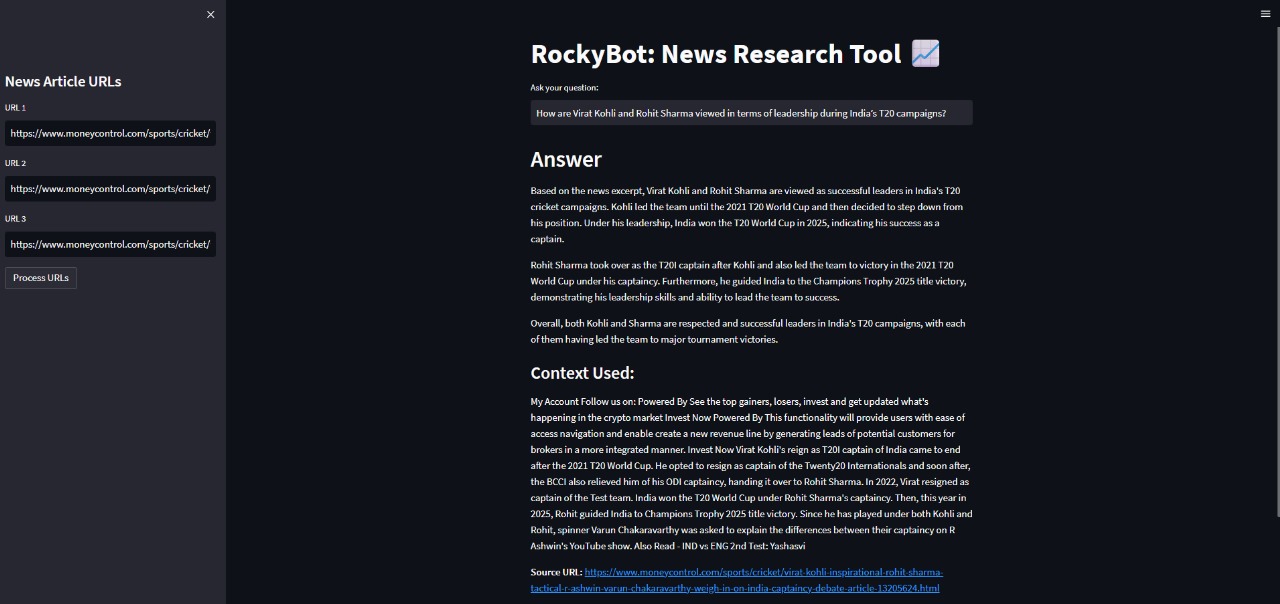 News Article URLs
URL 1
https://www.moneycontrol.com/sports/cricket/
URL 2
https://www.moneycontrol.com/sports/cricket/
URL 3
https://www.moneycontrol.com/sports/cricket/
Process URLs
RockyBot: News Research Tool
Ask your question:
How are Virat Kohli and Rohit Sharma viewed in terms of leadership during India's T20 campaigns?
Answer
Based on the news excerpt, Virat Kohli and Rohit Sharma are viewed as successful leaders in India's T20
cricket campaigns. Kohli led the team until the 2021 T20 World Cup and then decided to step down from
his position. Under his leadership, India won the T20 World Cup in 2025, indicating his success as a
captain.
Rohit Sharma took over as the T20I captain after Kohli and also led the team to victory in the 2021 T20
World Cup under his captaincy. Furthermore, he guided India to the Champions Trophy 2025 title victory,
demonstrating his leadership skills and ability to lead the team to success.
Overall, both Kohli and Sharma are respected and successful leaders in India's T20 campaigns, with each
of them having led the team to major tournament victories.
Context Used:
My Account Follow us on: Powered By See the top gainers, losers, invest and get updated what's
happening in the crypto market Invest Now Powered By This functionality will provide users with ease of
access navigation and enable create a new revenue line by generating leads of potential customers for
brokers in a more integrated manner. Invest Now Virat Kohli's reign as T20I captain of India came to end
after the 2021 T20 World Cup. He opted to resign as captain of the Twenty20 Internationals and soon after,
the BCCI also relieved him of his ODI captaincy, handing it over to Rohit Sharma. In 2022, Virat resigned as
captain of the Test team. India won the T20 World Cup under Rohit Sharma's captaincy. Then, this year in
2025, Rohit guided India to Champions Trophy 2025 title victory. Since he has played under both Kohli and
Rohit, spinner Varun Chakaravarthy was asked to explain the differences between their captaincy on R
Ashwin's YouTube show. Also Read - IND vs ENG 2nd Test: Yashasvi
Source URL: https://www.moneycontrol.com/sports/cricket/virat-kohli-inspirational-rohit-sharma-
tactical-r-ashwin-varun-chakaravarthy-weigh-in-on-india-captaincy-debate-article-13205624.html